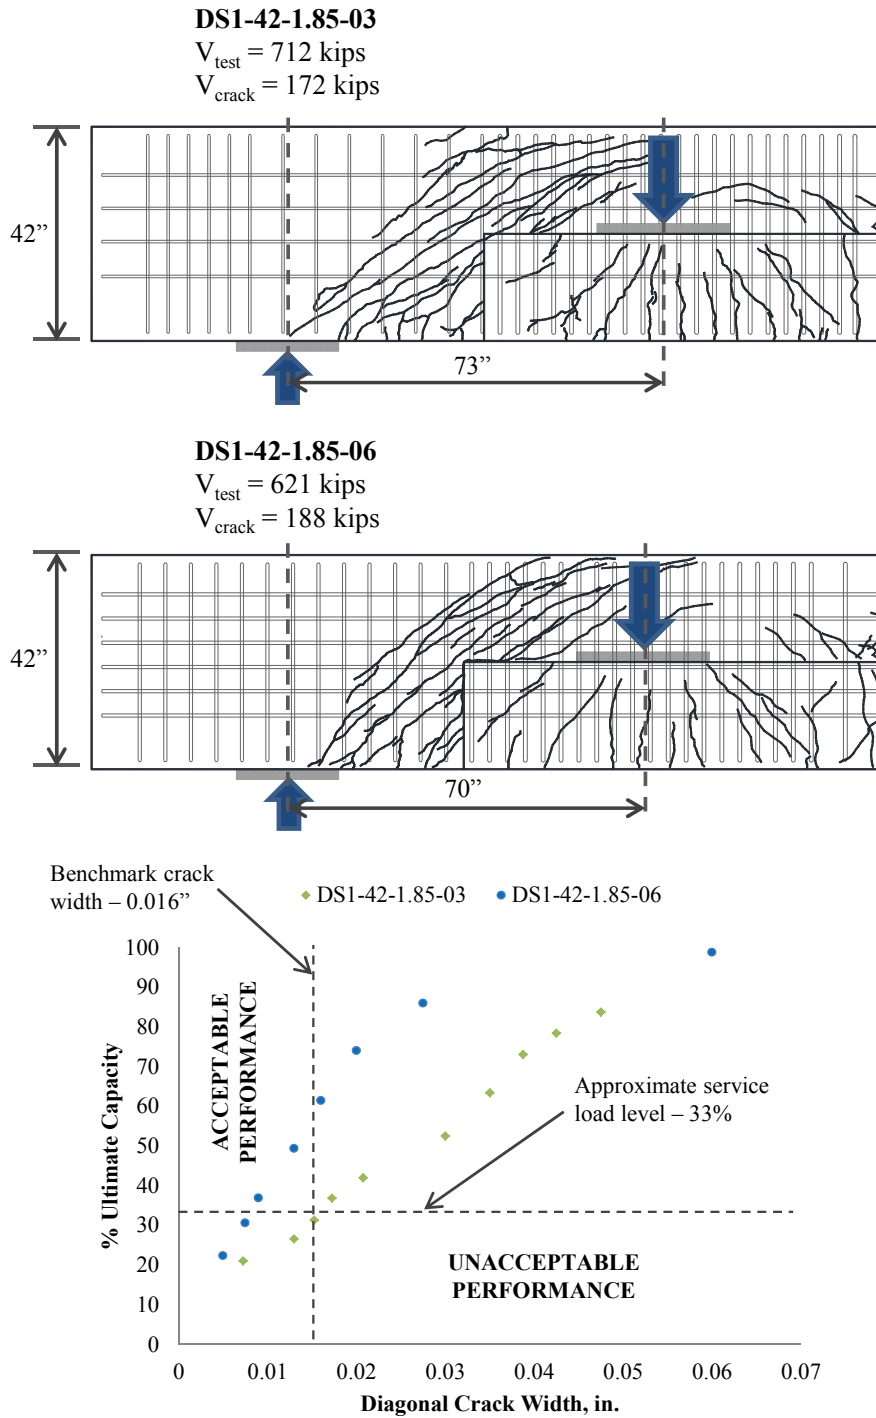 DS1-42-1.85-03
Vtest = 712 kips
Vcrack = 172 kips
42”
73”
DS1-42-1.85-06
Vtest = 621 kips
Vcrack = 188 kips
42”
70”
Benchmark crack
width – 0.016”
DS1-42-1.85-03
DS1-42-1.85-06
% Ultimate Capacity
100
90
80
70
60
50
40
30
20
10
0
ACCEPTABLE
PERFORMANCE
Approximate service
load level – 33%
UNACCEPTABLE
PERFORMANCE
0
0.01
0.02
0.03
0.04
0.05
0.06
0.07
Diagonal Crack Width, in.